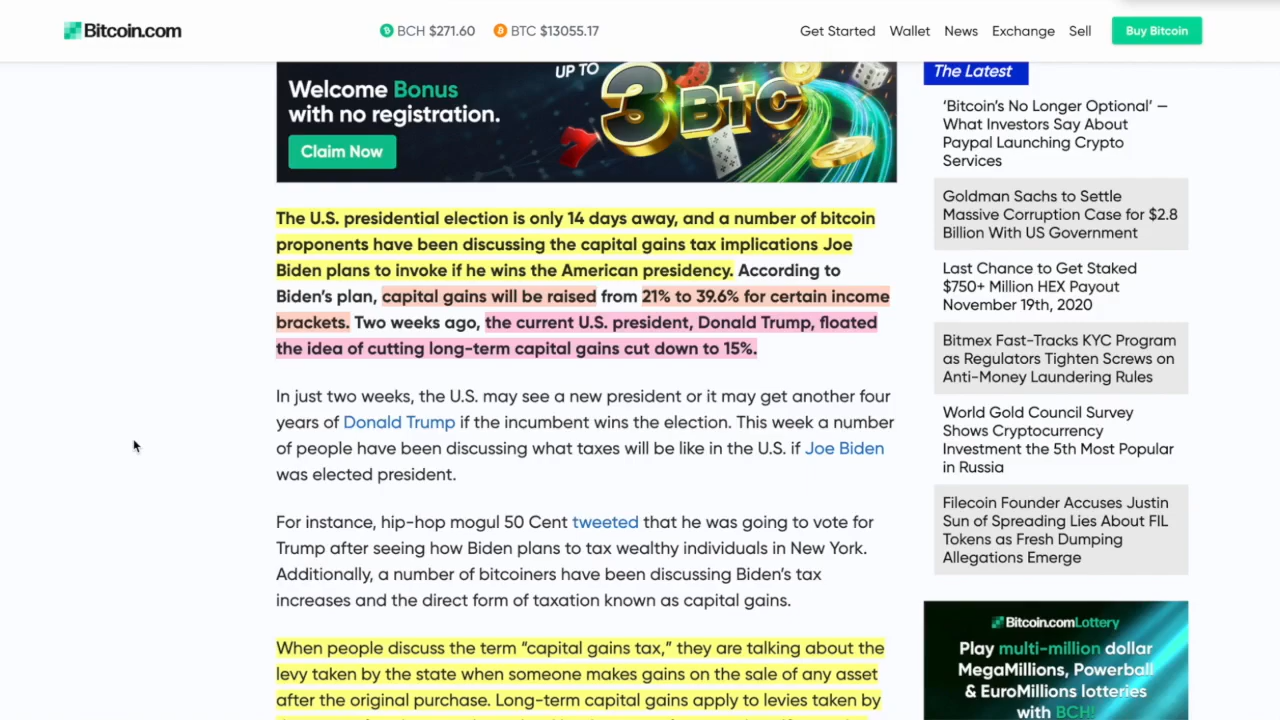 Bitcoin.com
BCH $271.60
BTC $13055.17
Get Started
Wallet
News
Exchange
Sell
Buy Bitcoin
Welcome Bonus
with no registration.
Claim Now
UP TO
3 BTC
The U.S. presidential election is only 14 days away, and a number of bitcoin
proponents have been discussing the capital gains tax implications Joe
Biden plans to invoke if he wins the American presidency. According to
Biden's plan, capital gains will be raised from 21% to 39.6% for certain income
brackets. Two weeks ago, the current U.S. president, Donald Trump, floated
the idea of cutting long-term capital gains cut down to 15%.
In just two weeks, the U.S. may see a new president or it may get another four
years of Donald Trump if the incumbent wins the election. This week a number
of people have been discussing what taxes will be like in the U.S. if Joe Biden
was elected president.
For instance, hip-hop mogul 50 Cent tweeted that he was going to vote for
Trump after seeing how Biden plans to tax wealthy individuals in New York.
Additionally, a number of bitcoiners have been discussing Biden's tax
increases and the direct form of taxation known as capital gains.
When people discuss the term “capital gains tax,” they are talking about the
levy taken by the state when someone makes gains on the sale of any asset
after the original purchase. Long-term capital gains apply to levies taken by
The Latest
‘Bitcoin’s No Longer Optional’ —
What Investors Say About
Paypal Launching Crypto
Services
Goldman Sachs to Settle
Massive Corruption Case for $2.8
Billion With US Government
Last Chance to Get Staked
$750+ Million HEX Payout
November 19th, 2020
Bitmex Fast-Tracks KYC Program
as Regulators Tighten Screws on
Anti-Money Laundering Rules
World Gold Council Survey
Shows Cryptocurrency
Investment the 5th Most Popular
in Russia
Filecoin Founder Accuses Justin
Sun of Spreading Lies About FIL
Tokens as Fresh Dumping
Allegations Emerge
Bitcoin.com Lottery
Play multi-million dollar
MegaMillions, Powerball
& EuroMillions lotteries
with BCH!